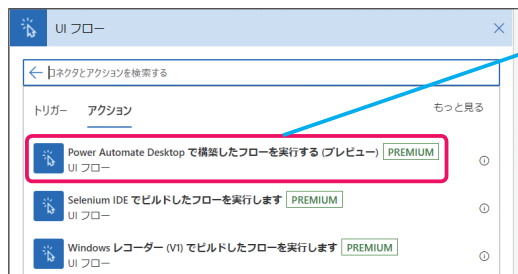 UI フロー
コネクタとアクションを検索する
トリガー アクション もっと見る
Power Automate Desktop で構築したフローを実行する (プレビュー) PREMIUM
UI フロー
Selenium IDE でビルドしたフローを実行します PREMIUM
UI フロー
Windows レコーダー (V1) でビルドしたフローを実行します PREMIUM
UI フロー